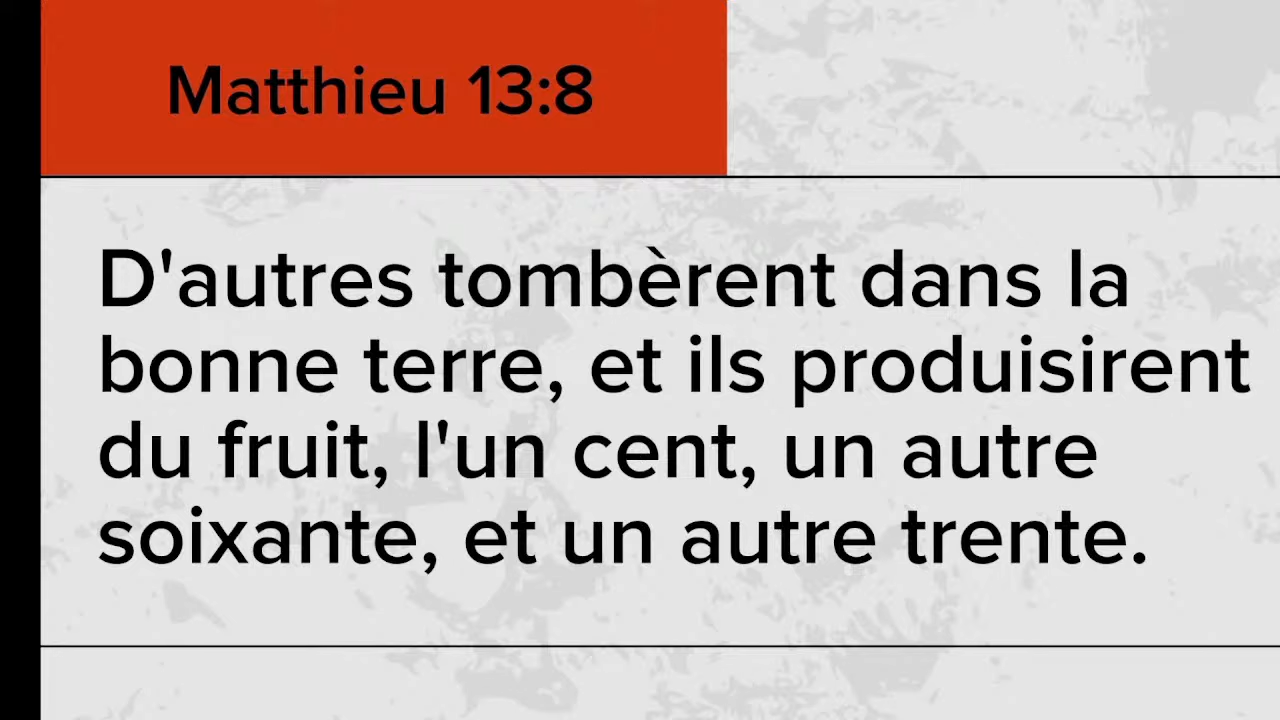 Matthieu 13:8
D'autres tombèrent dans la
bonne terre, et ils produisirent
du fruit, l'un cent, un autre
soixante, et un autre trente.